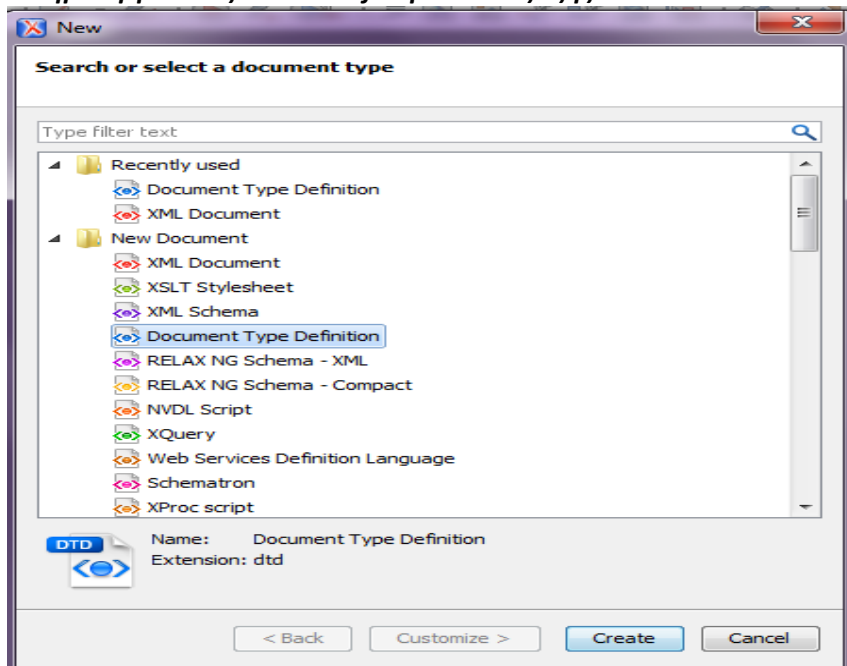 New
Search or select a document type
Type filter text
Recently used
Document Type Definition
XML Document
New Document
XML Document
XSLT Stylesheet
XML Schema
Document Type Definition
RELAX NG Schema - XML
RELAX NG Schema - Compact
NVDL Script
XQuery
Web Services Definition Language
Schematron
XProc script
DTD
Name: Document Type Definition
Extension: dtd
< Back Customize > Create Cancel